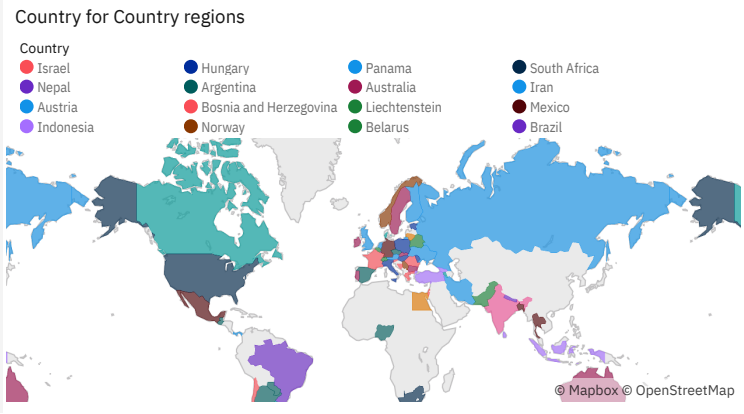 Country for Country regions
Country
Israel Hungary Panama South Africa
Nepal Argentina Australia Iran
Austria Bosnia and Herzegovina Liechtenstein Mexico
Indonesia Norway Belarus Brazil
© Mapbox © OpenStreetMap